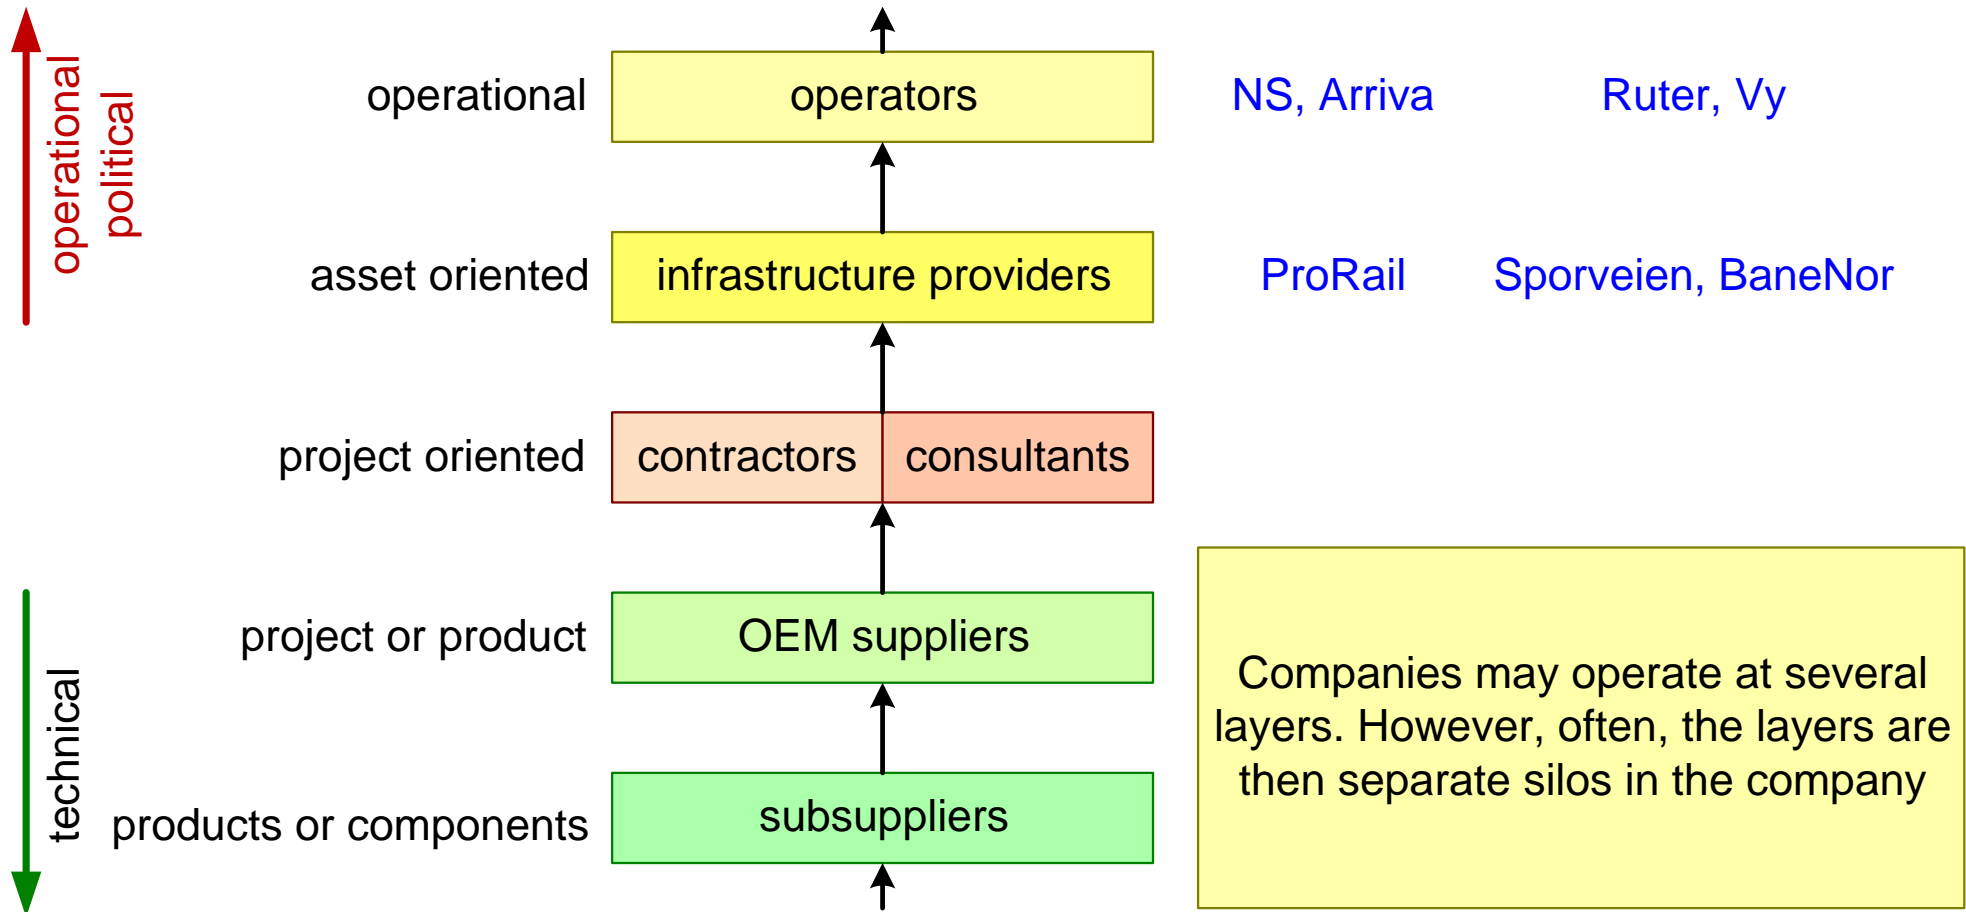 operational
political
operational
operators
NS, Arriva
Ruter, Vy
asset oriented
infrastructure providers
ProRail
Sporveien, BaneNor
project oriented
contractors
consultants
project or product
OEM suppliers
technical
products or components
subsuppliers
Companies may operate at several
layers. However, often, the layers are
then separate silos in the company